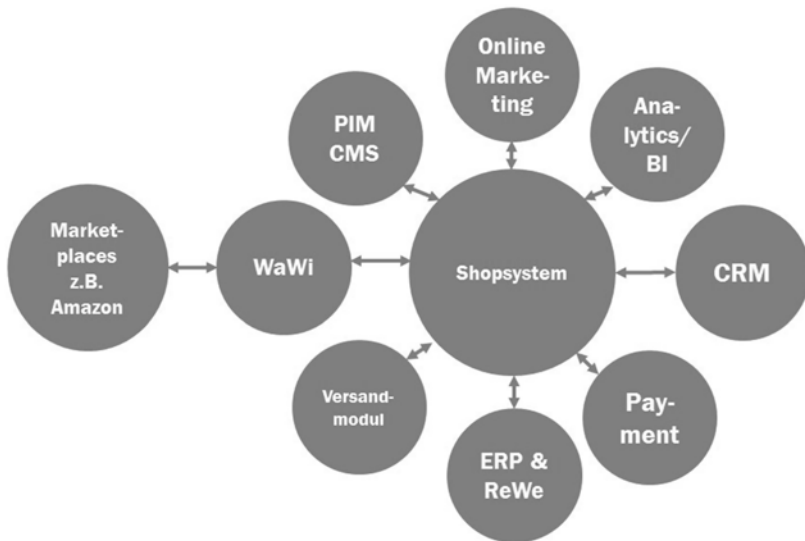 Online
Marke-
ting
Ana-
lytics/
BI
PIM
CMS
Market-
places
z.B.
Amazon
WaWi
Shopsystem
CRM
Versand-
modul
Pay-
ment
ERP &
ReWe